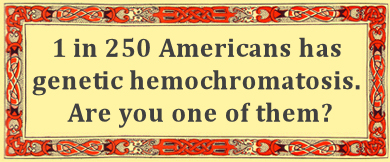 1 in 250 Americans has
genetic hemochromatosis.
Are you one of them?